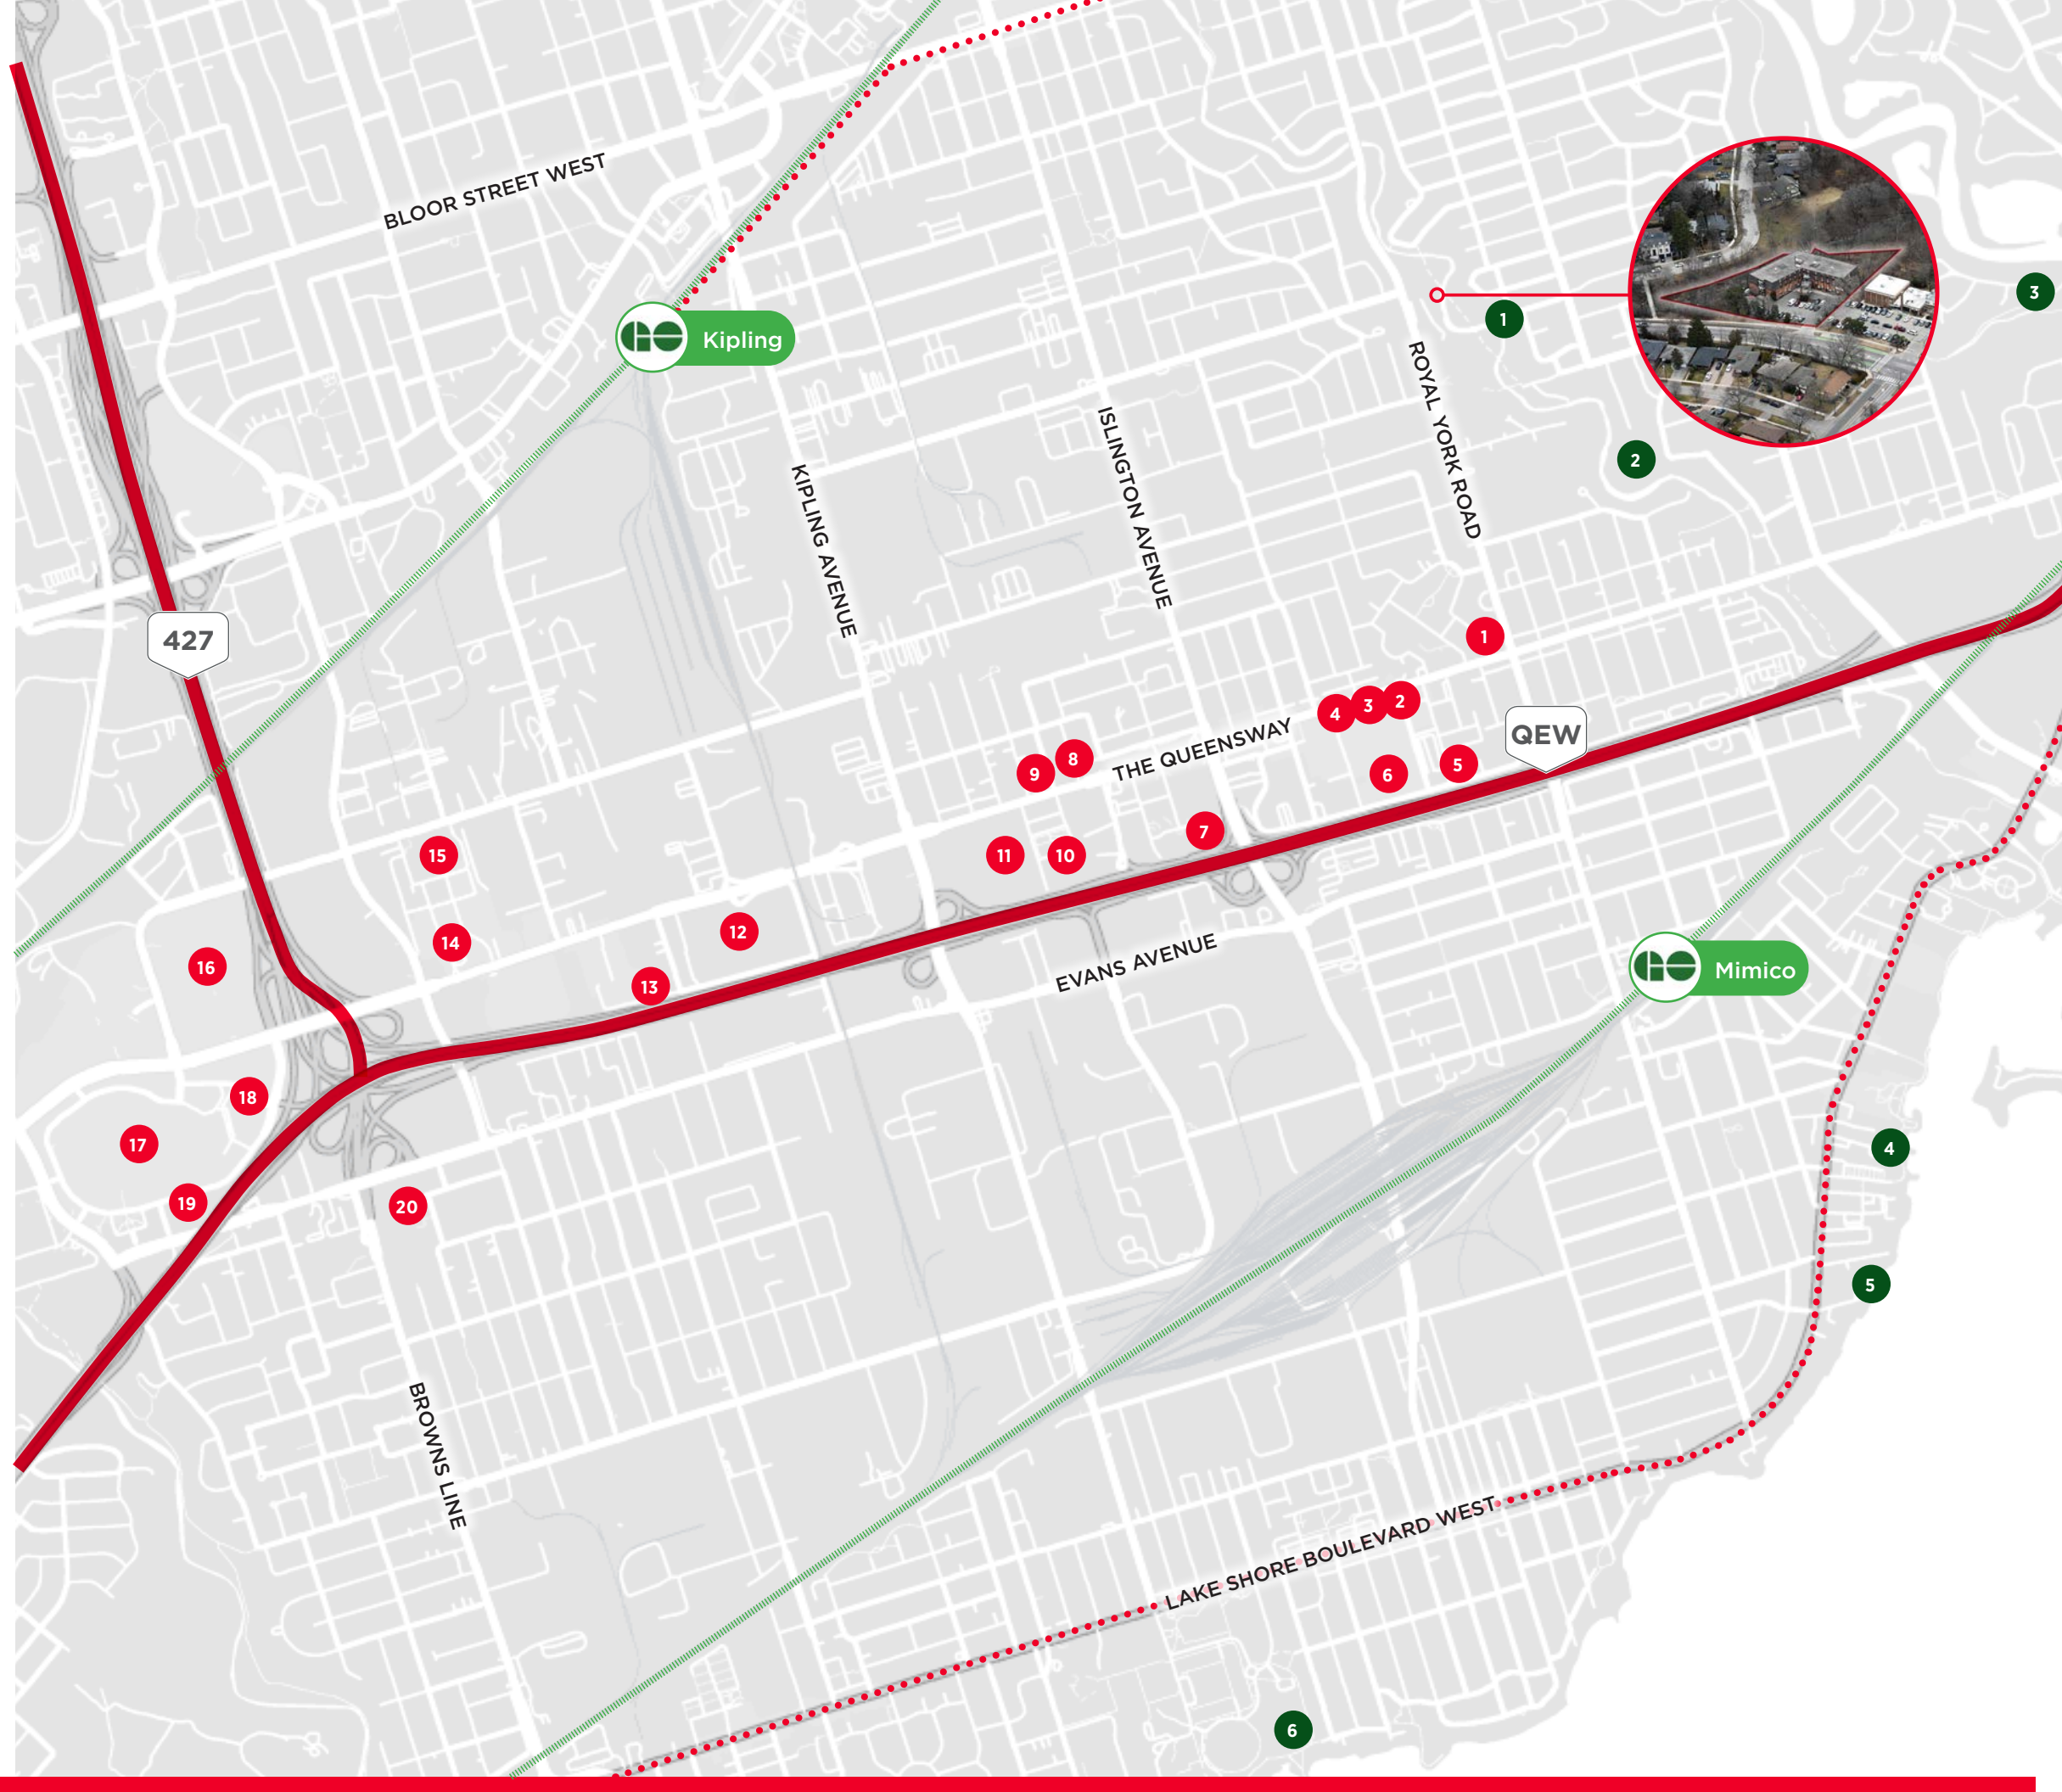 BLOOR STREET WEST
3
1
GO Kipling
ROYAL YORK ROAD
2
ISLINGTON AVENUE
KIPLING AVENUE
427
1
2
3
4
QEW
THE QUEENSWAY
8
9
5
6
7
15
11
10
12
14
EVANS AVENUE
16
GO Mimico
13
18
17
4
19
20
5
BROWNS LINE
LAKE SHORE BOULEVARD WEST
6